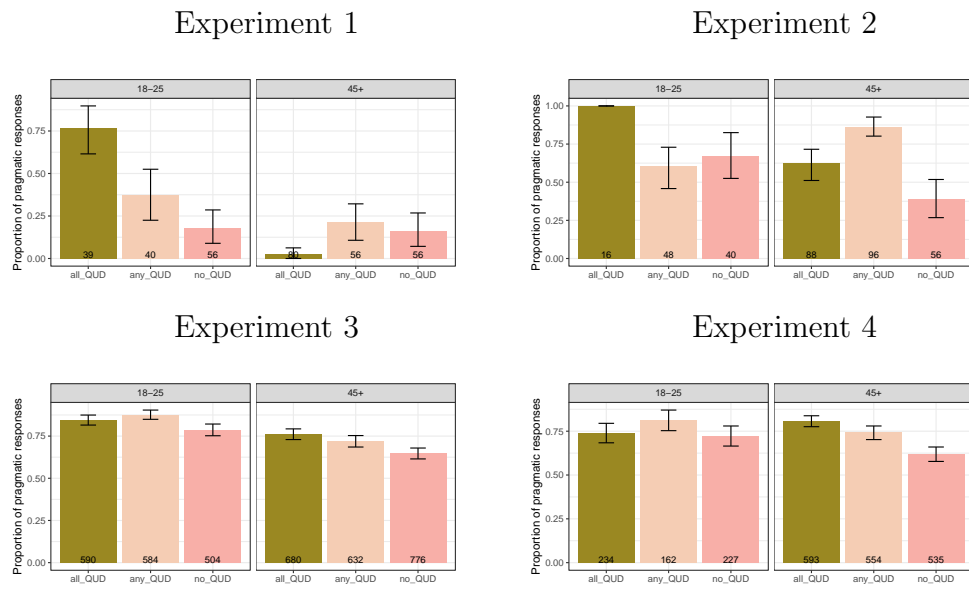 Experiment 1
Experiment 2
Proportion of pragmatic responses
18−25
45+
0.75
0.50
0.25
0.00
39 40 56
80 56 56
all_QUD any_QUD no_QUD
all_QUD any_QUD no_QUD
Proportion of pragmatic responses
18−25
45+
1.00
0.75
0.50
0.25
0.00
16 48 40
88 96 56
all_QUD any_QUD no_QUD
all_QUD any_QUD no_QUD
Experiment 3
Experiment 4
Proportion of pragmatic responses
18−25
45+
0.75
0.50
0.25
0.00
590 584 504
680 632 776
all_QUD any_QUD no_QUD
all_QUD any_QUD no_QUD
Proportion of pragmatic responses
18−25
45+
0.75
0.50
0.25
0.00
234 162 227
593 554 535
all_QUD any_QUD no_QUD
all_QUD any_QUD no_QUD